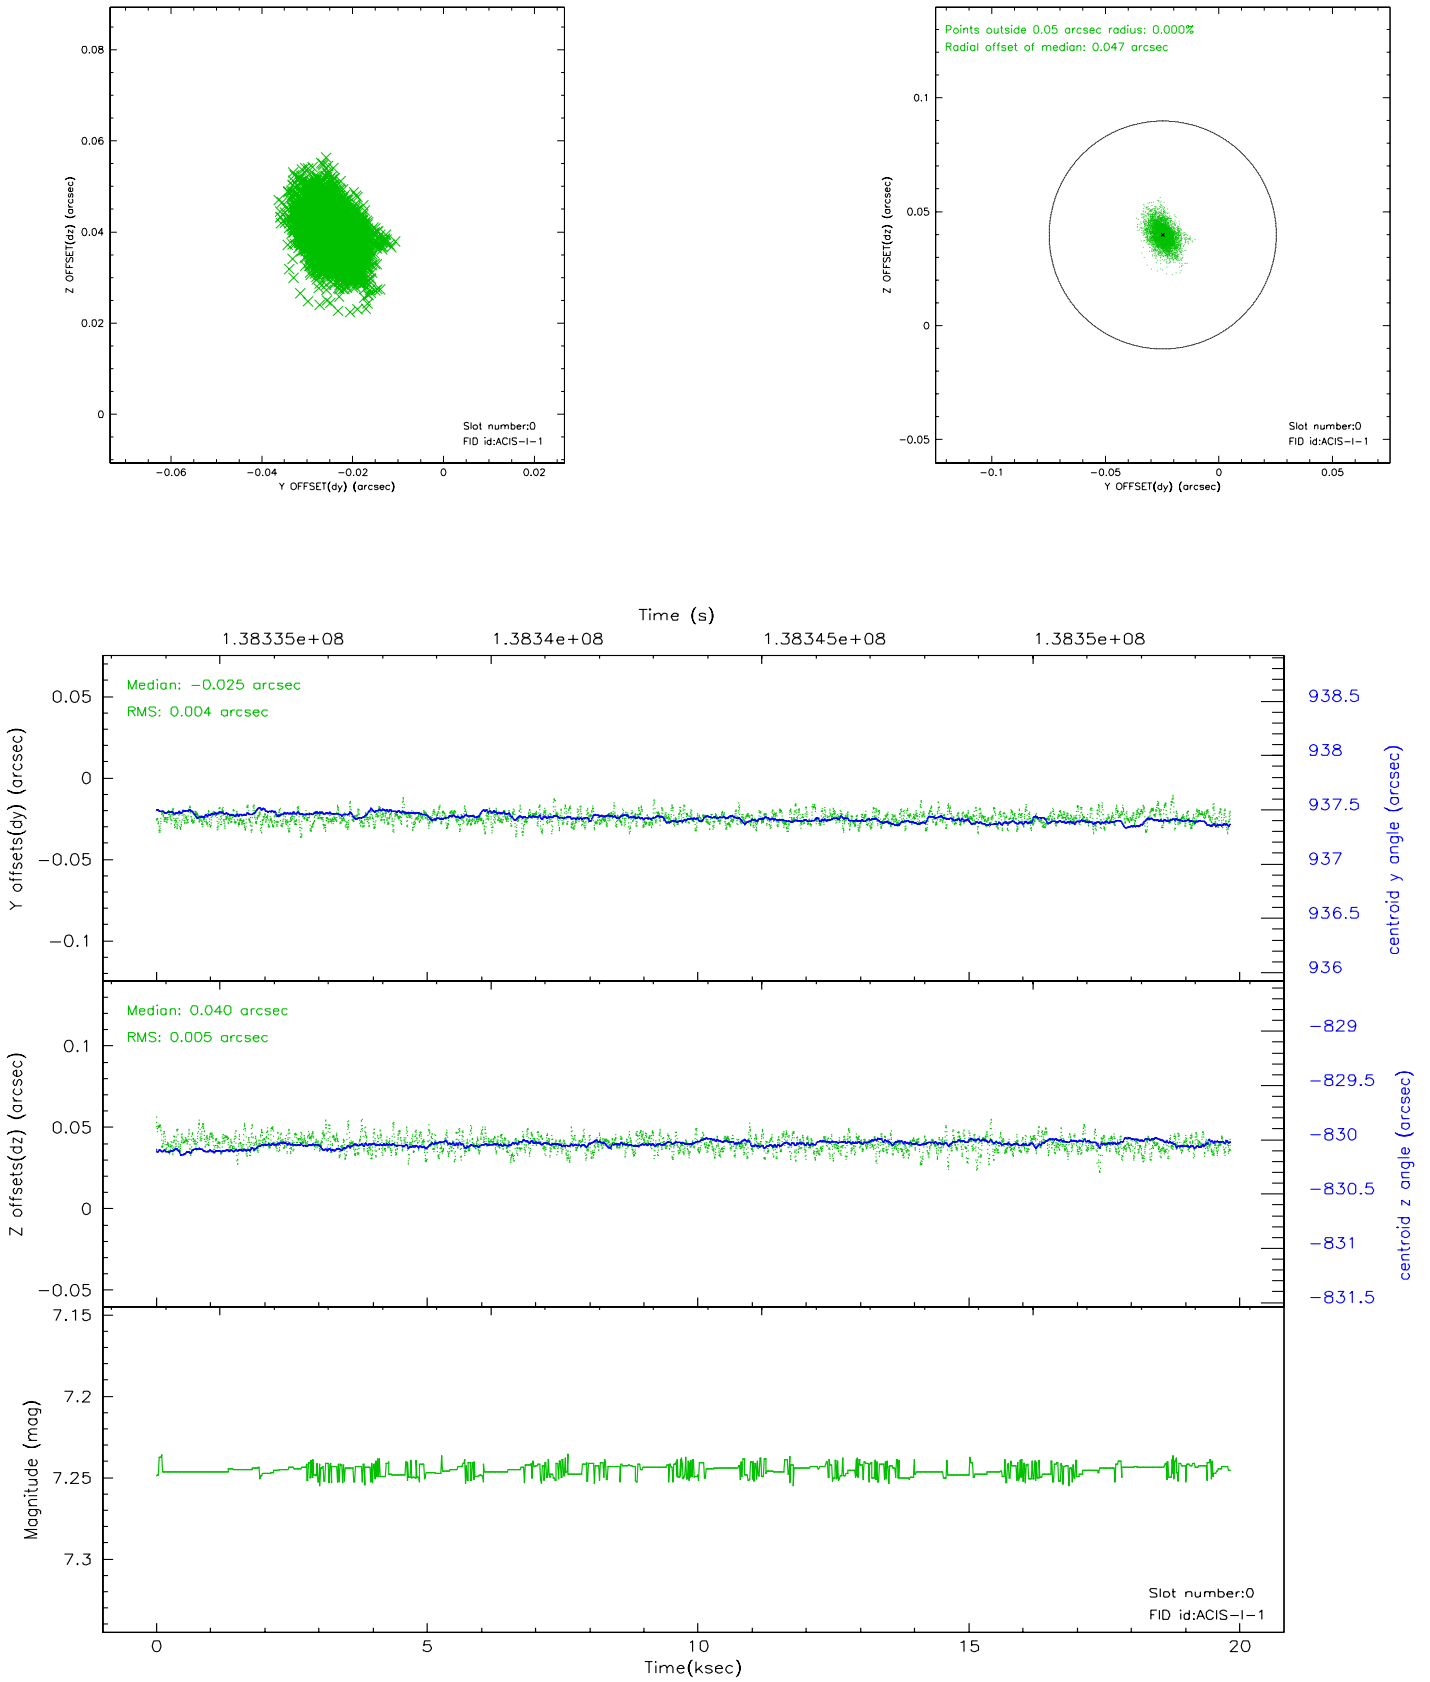 0.08
0.06
0.04
0.02
0
Z OFFSET(dz) (arcsec)
Slot number:0
FID id:ACIS-I-1
-0.06
-0.04
-0.02
0
0.02
Y OFFSET(dy) (arcsec)
Points outside 0.05 arcsec radius: 0.000%
Radial offset of median: 0.047 arcsec
0.1
0.05
0
-0.05
Z OFFSET(dz) (arcsec)
Slot number:0
FID id:ACIS-I-1
-0.1
-0.05
0
0.05
Y OFFSET(dy) (arcsec)
Time (s)
1.38335e+08
1.3834e+08
1.38345e+08
1.3835e+08
Median: -0.025 arcsec
RMS: 0.004 arcsec
0.05
0
-0.05
-0.1
Y offsets(dy) (arcsec)
938.5
938
937.5
937
936.5
936
centroid y angle (arcsec)
Median: 0.040 arcsec
RMS: 0.005 arcsec
0.1
0.05
0
-0.05
Z offsets(dz) (arcsec)
-829
-829.5
-830
-830.5
-831
-831.5
centroid z angle (arcsec)
7.15
7.2
7.25
7.3
Magnitude (mag)
Slot number:0
FID id:ACIS-I-1
0
5
10
15
20
Time(ksec)